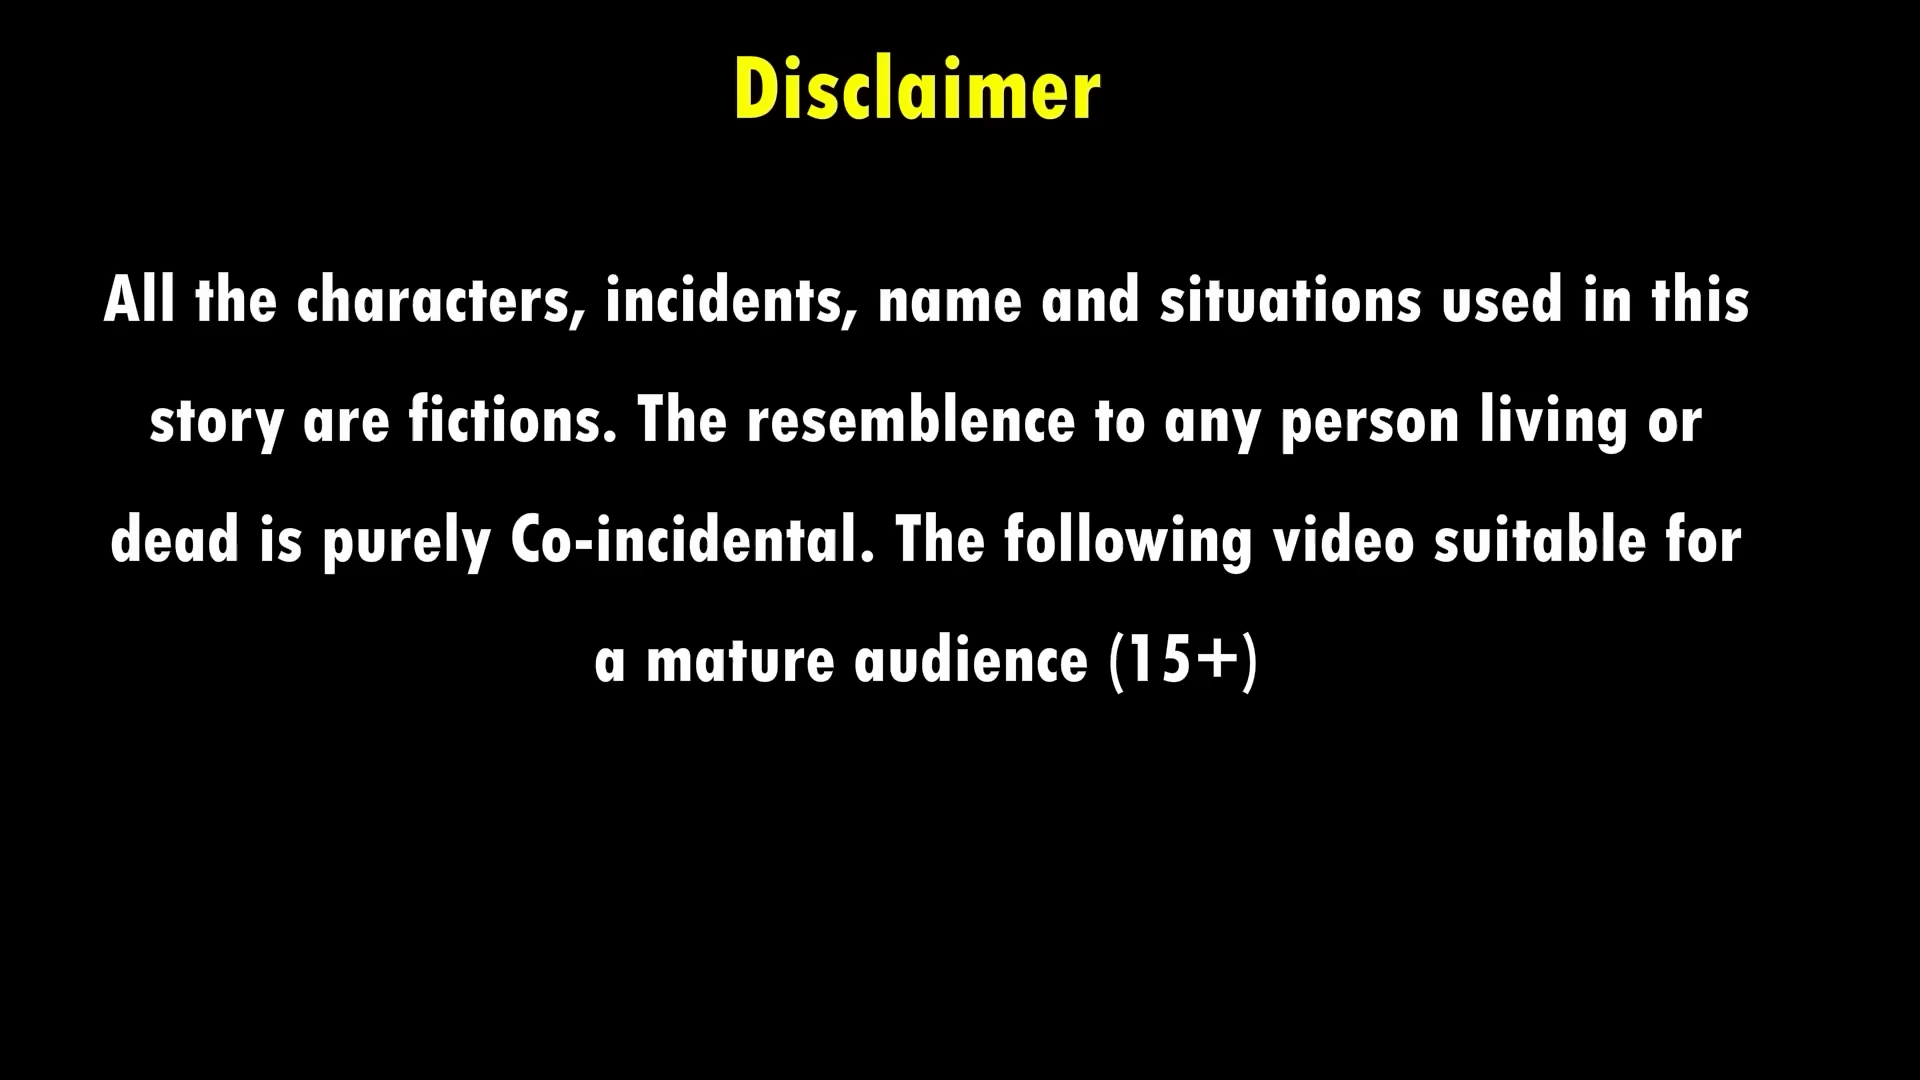 Disclaimer
All the characters, incidents, name and situations used in this
story are fictions. The resemblence to any person living or
dead is purely Co-incidental. The following video suitable for
a mature audience (15+)